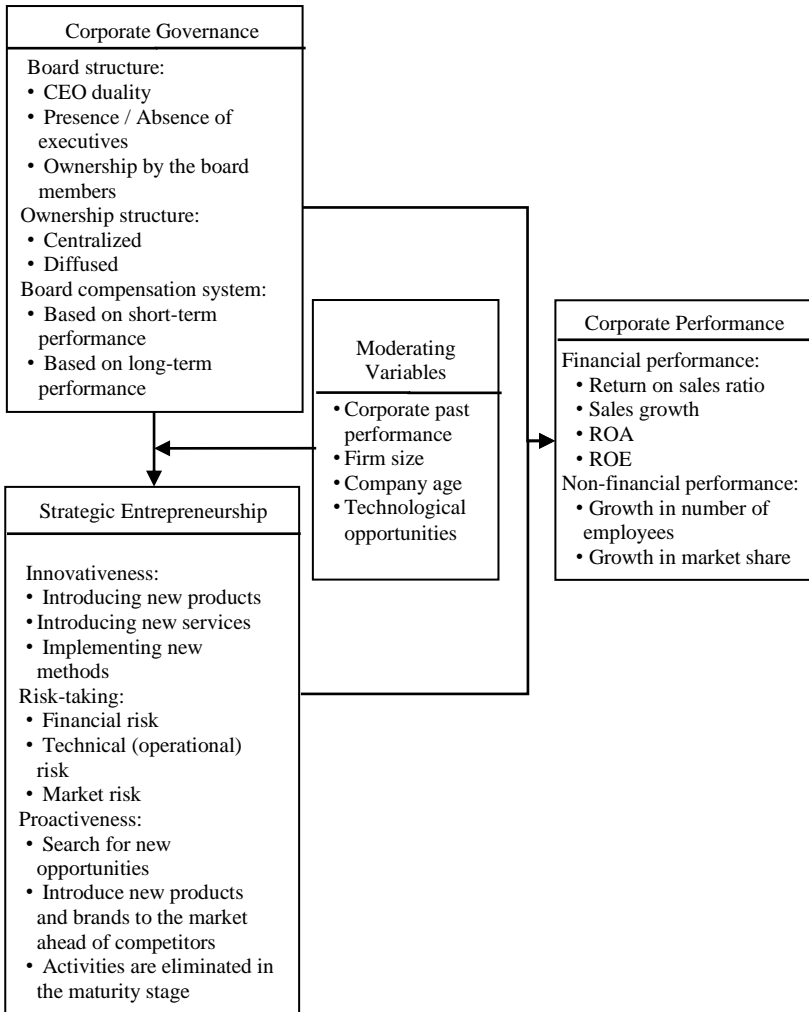 Corporate Governance
Board structure:
• CEO duality
• Presence / Absence of
executives
• Ownership by the board
members
Ownership structure:
• Centralized
• Diffused
Board compensation system:
• Based on short-term
performance
• Based on long-term
performance
Moderating
Variables
• Corporate past
performance
• Firm size
• Company age
• Technological
opportunities
Corporate Performance
Financial performance:
• Return on sales ratio
• Sales growth
• ROA
• ROE
Non-financial performance:
• Growth in number of
employees
• Growth in market share
Strategic Entrepreneurship
Innovativeness:
• Introducing new products
• Introducing new services
• Implementing new
methods
Risk-taking:
• Financial risk
• Technical (operational)
risk
• Market risk
Proactiveness:
• Search for new
opportunities
• Introduce new products
and brands to the market
ahead of competitors
• Activities are eliminated in
the maturity stage